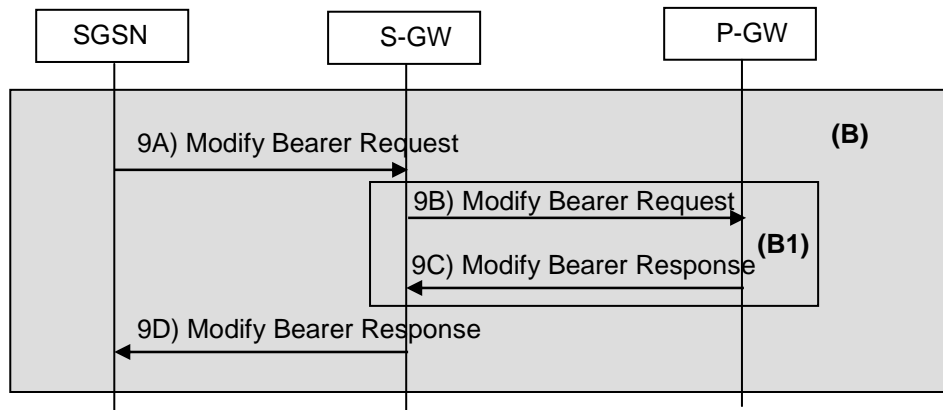 SGSN
S-GW
P-GW
(B)
9A) Modify Bearer Request
9B) Modify Bearer Request
(B1)
9C) Modify Bearer Response
9D) Modify Bearer Response